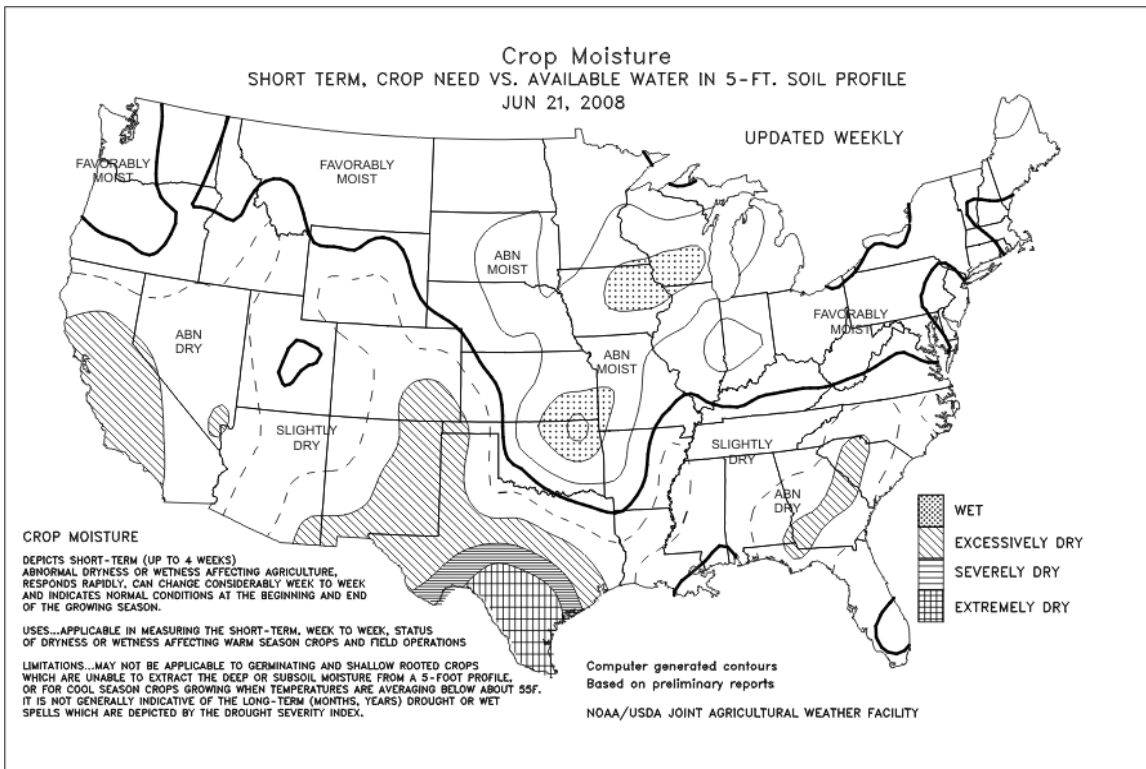 Crop Moisture
SHORT TERM, CROP NEED VS. AVAILABLE WATER IN 5-FT. SOIL PROFILE
JUN 21, 2008
UPDATED WEEKLY
FAVORABLY
MOIST
FAVORABLY
MOIST
ABN
MOIST
FAVORABLY
MOIST
ABN
DRY
ABN
MOIST
SLIGHTLY
DRY
SLIGHTLY
DRY
ABN
DRY
WET
EXCESSIVELY DRY
SEVERELY DRY
EXTREMELY DRY
CROP MOISTURE
DEPICTS SHORT-TERM (UP TO 4 WEEKS)
ABNORMAL DRYNESS OR WETNESS AFFECTING AGRICULTURE,
RESPONDS RAPIDLY, CAN CHANGE CONSIDERABLY WEEK TO WEEK
AND INDICATES NORMAL CONDITIONS AT THE BEGINNING AND END
OF THE GROWING SEASON.
USES...APPLICABLE IN MEASURING THE SHORT-TERM, WEEK TO WEEK, STATUS
OF DRYNESS OR WETNESS AFFECTING WARM SEASON CROPS AND FIELD OPERATIONS
LIMITATIONS...MAY NOT BE APPLICABLE TO GERMINATING AND SHALLOW ROOTED CROPS
WHICH ARE UNABLE TO EXTRACT THE DEEP OR SUBSOIL MOISTURE FROM A 5-FOOT PROFILE,
OR FOR COOL SEASON CROPS GROWING WHEN TEMPERATURES ARE AVERAGING BELOW ABOUT 55F.
IT IS NOT GENERALLY INDICATIVE OF THE LONG-TERM (MONTHS, YEARS) DROUGHT OR WET
SPELLS WHICH ARE DEPICTED BY THE DROUGHT SEVERITY INDEX.
Computer generated contours
Based on preliminary reports
NOAA/USDA JOINT AGRICULTURAL WEATHER FACILITY